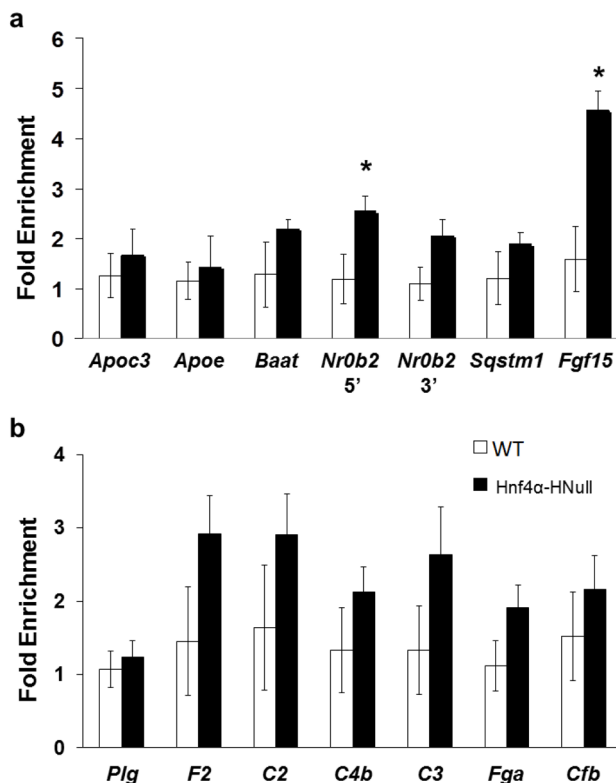 a
6
5
4
3
2
1
0
Fold Enrichment
*
*
Apoc3 Apoe Baat Nr0b2 Nr0b2 Sqstm1 Fgf15
5’ 3’
b
4
3
2
1
0
Fold Enrichment
WT
Hnf4α-HNull
Plg F2 C2 C4b C3 Fga Cfb